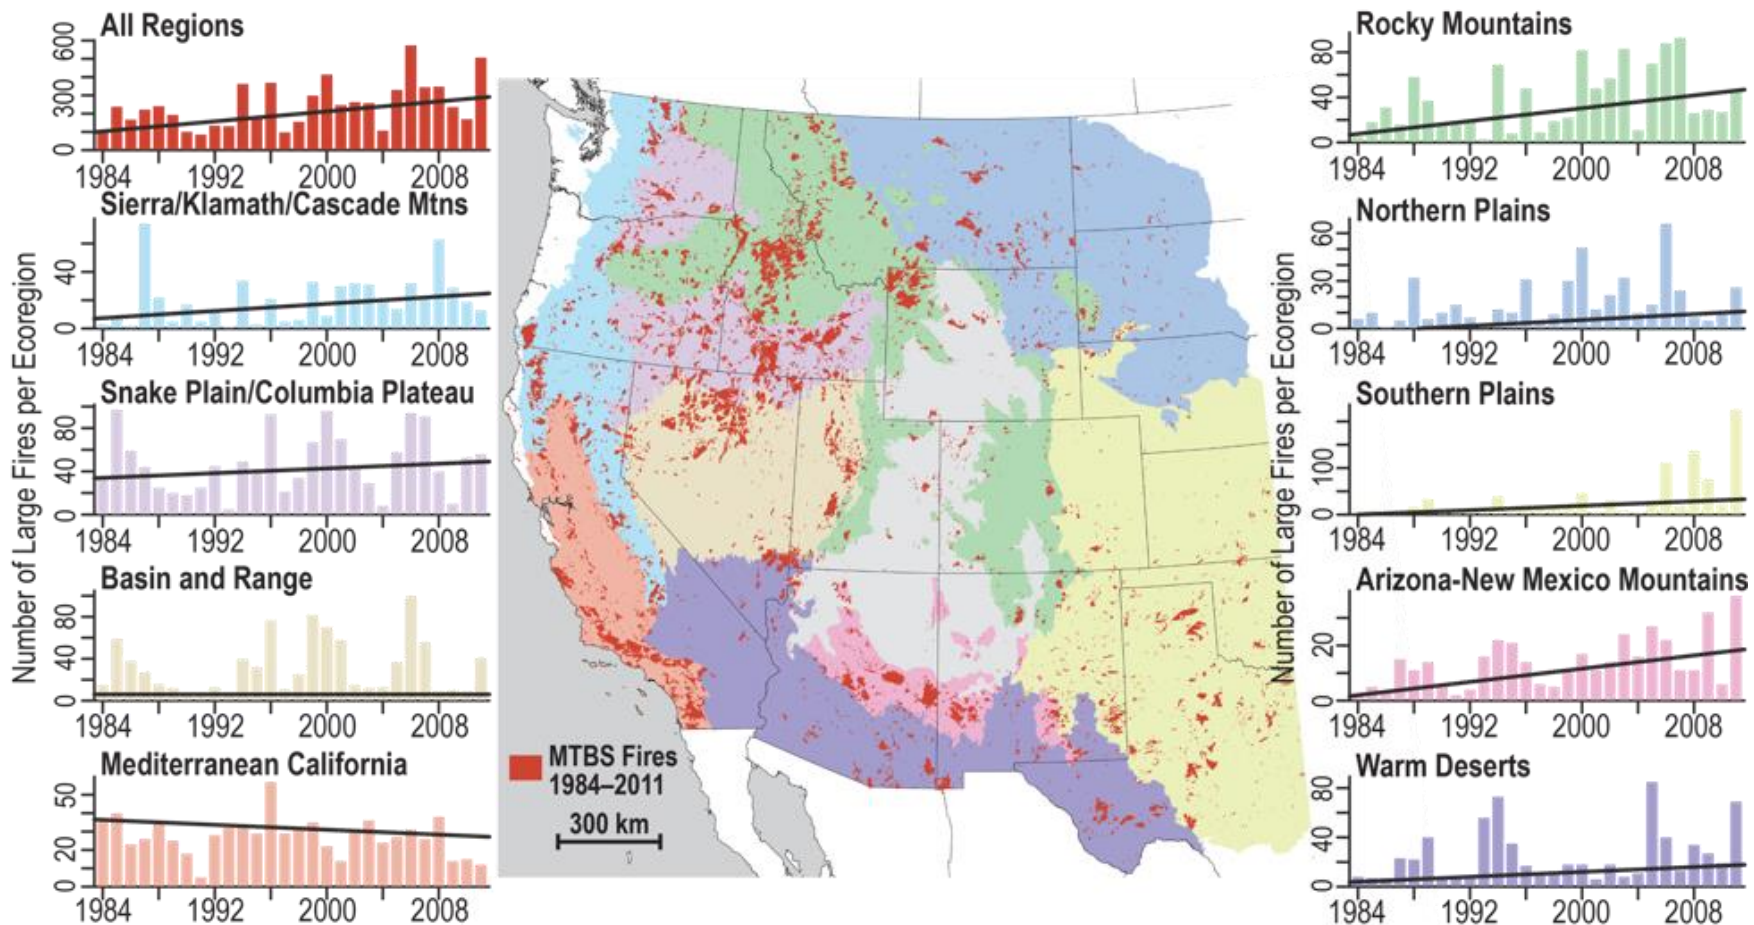 All Regions
600
300
0
1984 1992 2000 2008
Sierra/Klamath/Cascade Mtns
40
0
1984 1992 2000 2008
Snake Plain/Columbia Plateau
80
40
0
1984 1992 2000 2008
Basin and Range
80
40
0
1984 1992 2000 2008
Mediterranean California
50
20
0
1984 1992 2000 2008
Number of Large Fires per Ecoregion
MTBS Fires
1984–2011
300 km
Number of Large Fires per Ecoregion
Rocky Mountains
80
40
0
1984 1992 2000 2008
Northern Plains
60
30
0
1984 1992 2000 2008
Southern Plains
100
0
1984 1992 2000 2008
Arizona-New Mexico Mountains
20
0
1984 1992 2000 2008
Warm Deserts
80
40
0
1984 1992 2000 2008